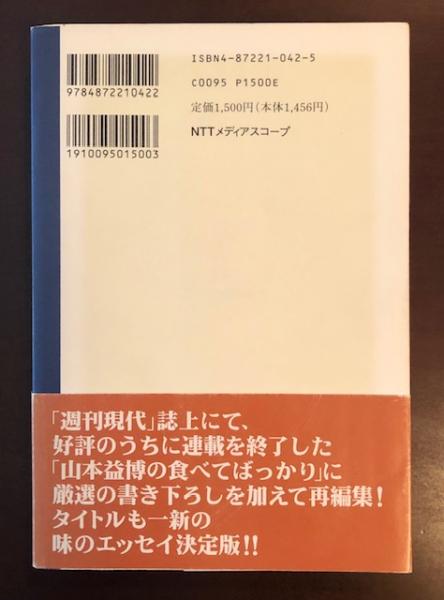 ISBN4-87221-042-5
C0095 P1500E
定価1,500円(本体1,456円)
NTTメディアスコープ
9784872210422
1910095015003
「週刊現代」誌上にて、
好評のうちに連載を終了した
「山本益博の食べてばっかり」に
厳選の書き下ろしを加えて再編集!
タイトルも一新の
味のエッセイ決定版!!